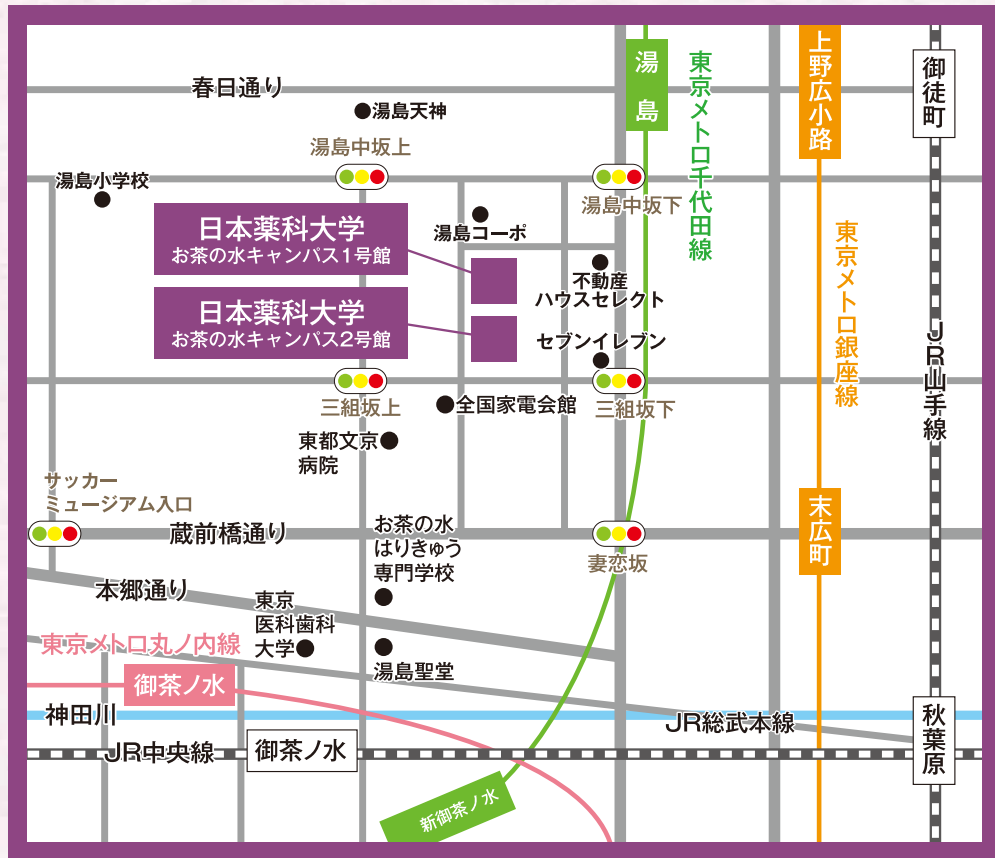 春日通り
湯島天神
湯島
東京メトロ千代田線
上野広小路
御徒町
湯島中坂上
湯島小学校
湯島中坂下
日本薬科大学
お茶の水キャンパス1号館
湯島コーポ
東京メトロ銀座線
不動産
ハウスセレクト
日本薬科大学
お茶の水キャンパス2号館
セブンイレブン
JR山手線
三組坂上
全国家電会館
三組坂下
東都文京
病院
サッカー
ミュージアム入口
蔵前橋通り
お茶の水
はりきゅう
専門学校
末広町
妻恋坂
本郷通り
東京
医科歯科
大学
東京メトロ丸ノ内線
湯島聖堂
御茶ノ水
神田川
JR総武本線
秋葉原
JR中央線
御茶ノ水
新御茶ノ水